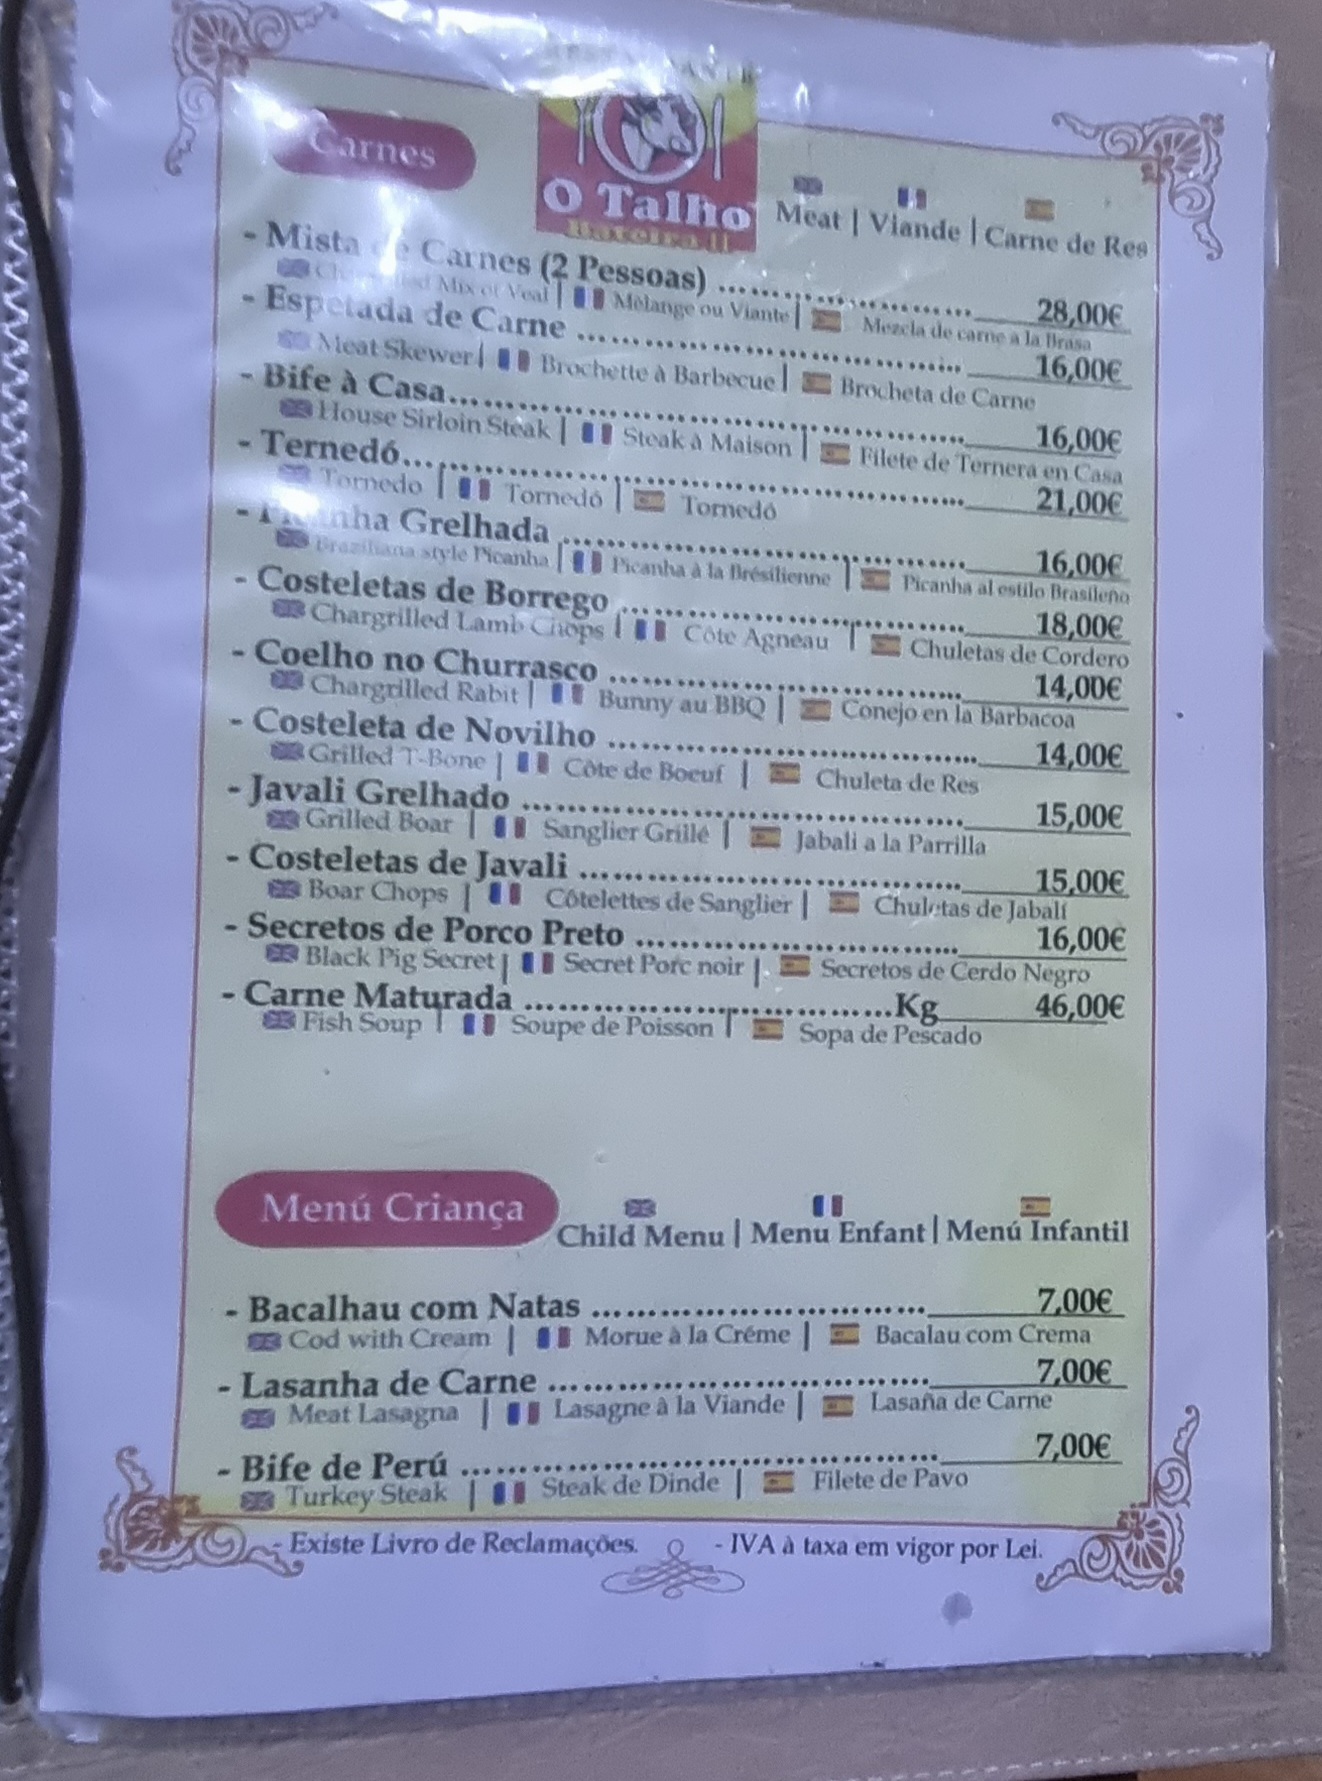 Carnes
O Talho
Meat | Viande | Carne de Res
- Mista de Carnes (2 Pessoas) ........................ 28,00€
Mix of Veal | Mèlange ou Viante | Mezcla de carne a la Brasa
- Espetada de Carne ........................ 16,00€
Meat Skewer | Brochette à Barbecue | Brocheta de Carne
- Bife à Casa........................ 16,00€
House Sirloin Steak | Steak à Maison | Filete de Ternera en Casa
- Ternedó........................ 21,00€
Tornedo | Tornedó | Tornedó
- Picanha Grelhada ........................ 16,00€
Braziliana style Picanha | Picanha à la Brésilienne | Picanha al estilo Brasileño
- Costeletas de Borrego ........................ 18,00€
Chargrilled Lamb Chops | Côte Agneau | Chuletas de Cordero
- Coelho no Churrasco ........................ 14,00€
Chargrilled Rabit | Bunny au BBQ | Conejo en la Barbacoa
- Costeleta de Novilho ........................ 14,00€
Grilled T-Bone | Côte de Boeuf | Chuleta de Res
- Javali Grelhado ........................ 15,00€
Grilled Boar | Sanglier Grillé | Jabali a la Parrilla
- Costeletas de Javali ........................ 15,00€
Boar Chops | Côtelettes de Sanglier | Chuletas de Jabalí
- Secretos de Porco Preto ........................ 16,00€
Black Pig Secret | Secret Porc noir | Secretos de Cerdo Negro
- Carne Maturada ........................Kg 46,00€
Fish Soup | Soupe de Poisson | Sopa de Pescado
Menú Criança
Child Menu | Menu Enfant | Menú Infantil
- Bacalhau com Natas ........................ 7,00€
Cod with Cream | Morue à la Créme | Bacalau com Crema
- Lasanha de Carne ........................ 7,00€
Meat Lasagna | Lasagne à la Viande | Lasaña de Carne
- Bife de Perú ........................ 7,00€
Turkey Steak | Steak de Dinde | Filete de Pavo
- Existe Livro de Reclamações. - IVA à taxa em vigor por Lei.